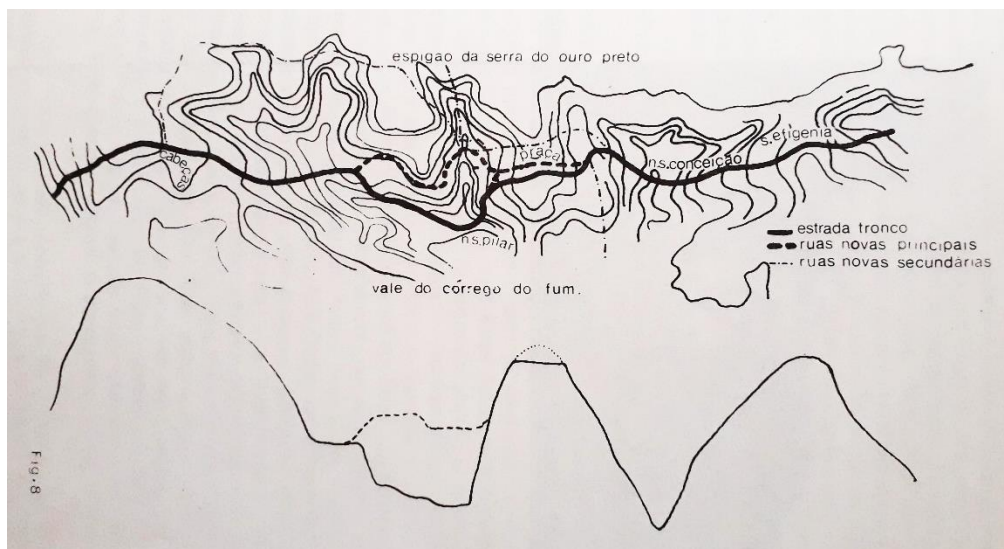 espigão da serra do ouro preto
cabeças
praça
n.s.conceição
s.efigenia
n.s.pilar
estrada tronco
ruas novas principais
ruas novas secundárias
vale do córrego do fum.
Fig.8